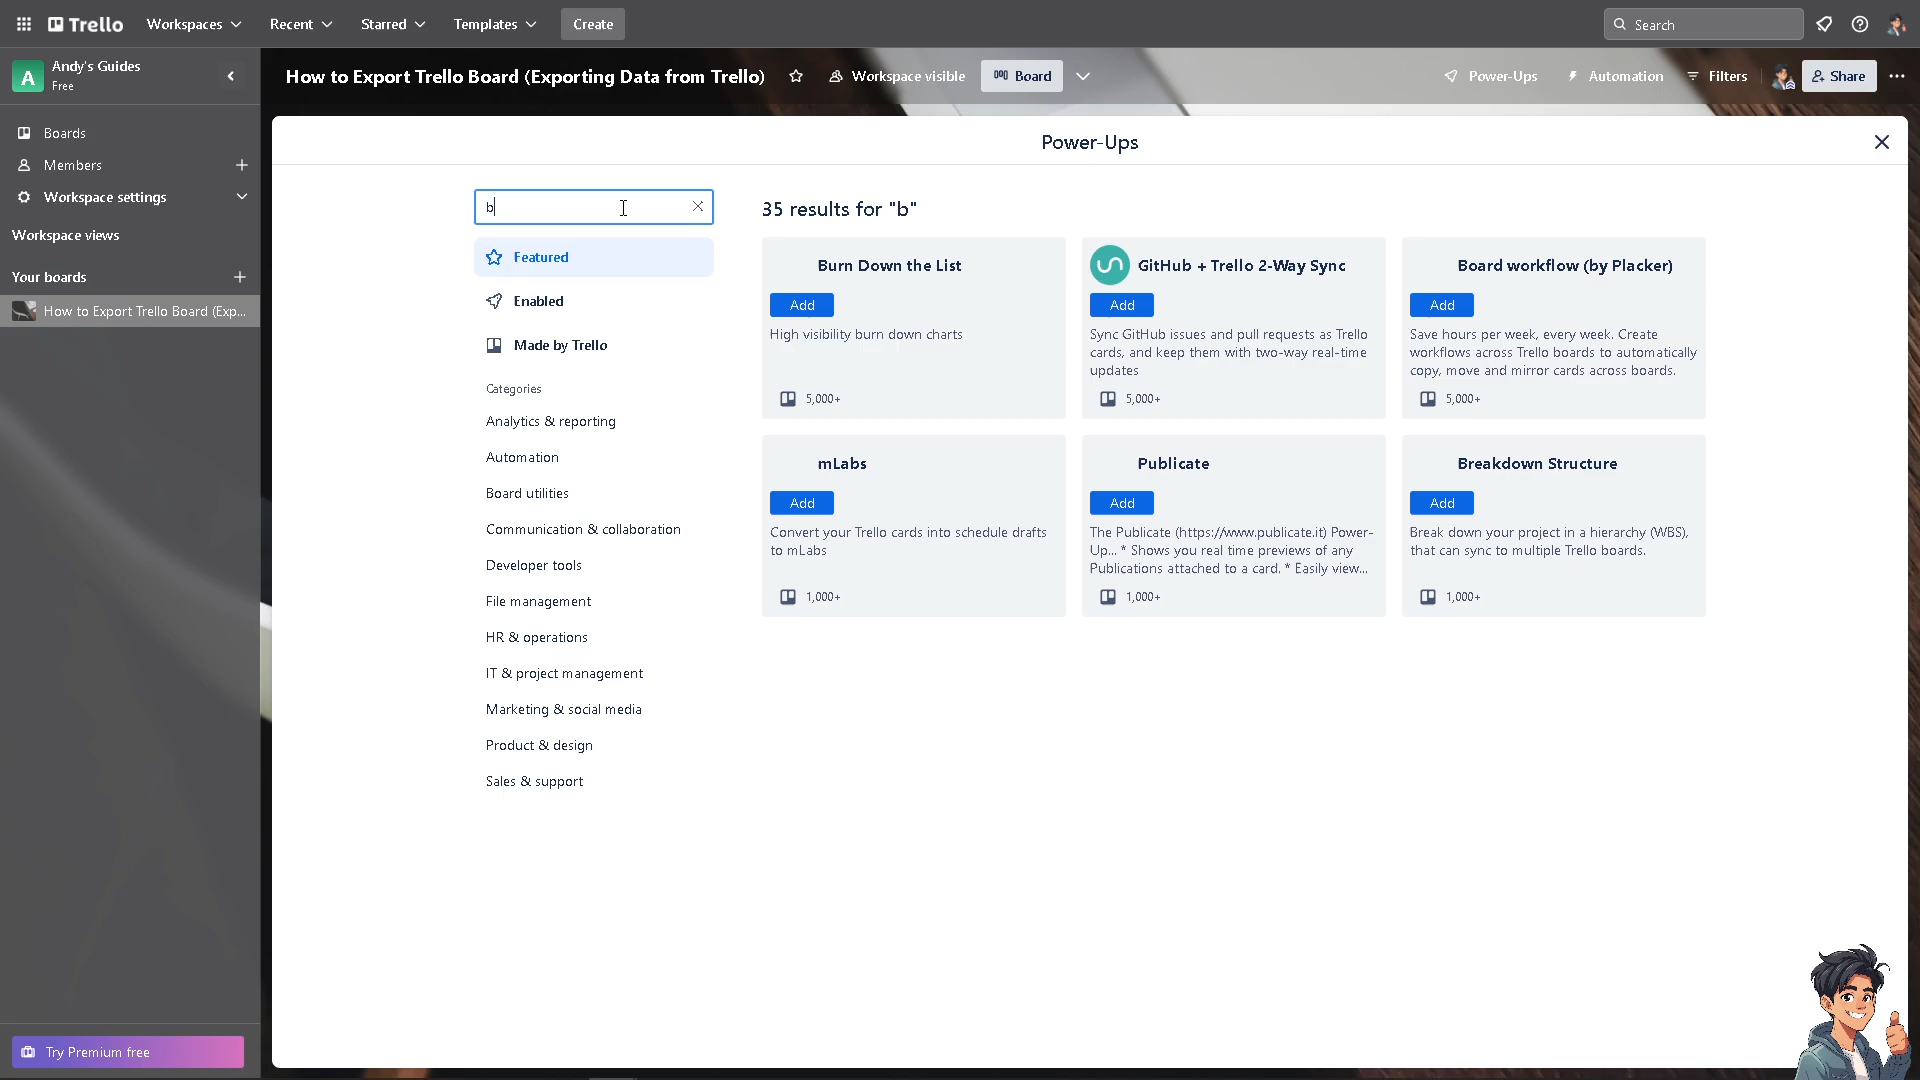 Trello
Workspaces
Recent
Starred
Templates
Create
Search
A
Andy's Guides
Free
How to Export Trello Board (Exporting Data from Trello)
Workspace visible
Board
Power-Ups
Automation
Filters
Share
Boards
Members
Workspace settings
Workspace views
Your boards
How to Export Trello Board (Exp...
Try Premium free
Power-Ups
b
Featured
Enabled
Made by Trello
Categories
Analytics & reporting
Automation
Board utilities
Communication & collaboration
Developer tools
File management
HR & operations
IT & project management
Marketing & social media
Product & design
Sales & support
35 results for "b"
Burn Down the List
Add
High visibility burn down charts
5,000+
GitHub + Trello 2-Way Sync
Add
Sync GitHub issues and pull requests as Trello
cards, and keep them with two-way real-time
updates
5,000+
Board workflow (by Placker)
Add
Save hours per week, every week. Create
workflows across Trello boards to automatically
copy, move and mirror cards across boards.
5,000+
mLabs
Add
Convert your Trello cards into schedule drafts
to mLabs
1,000+
Publicate
Add
The Publicate (https://www.publicate.it) Power-
Up... * Shows you real time previews of any
Publications attached to a card. * Easily view...
1,000+
Breakdown Structure
Add
Break down your project in a hierarchy (WBS),
that can sync to multiple Trello boards.
1,000+